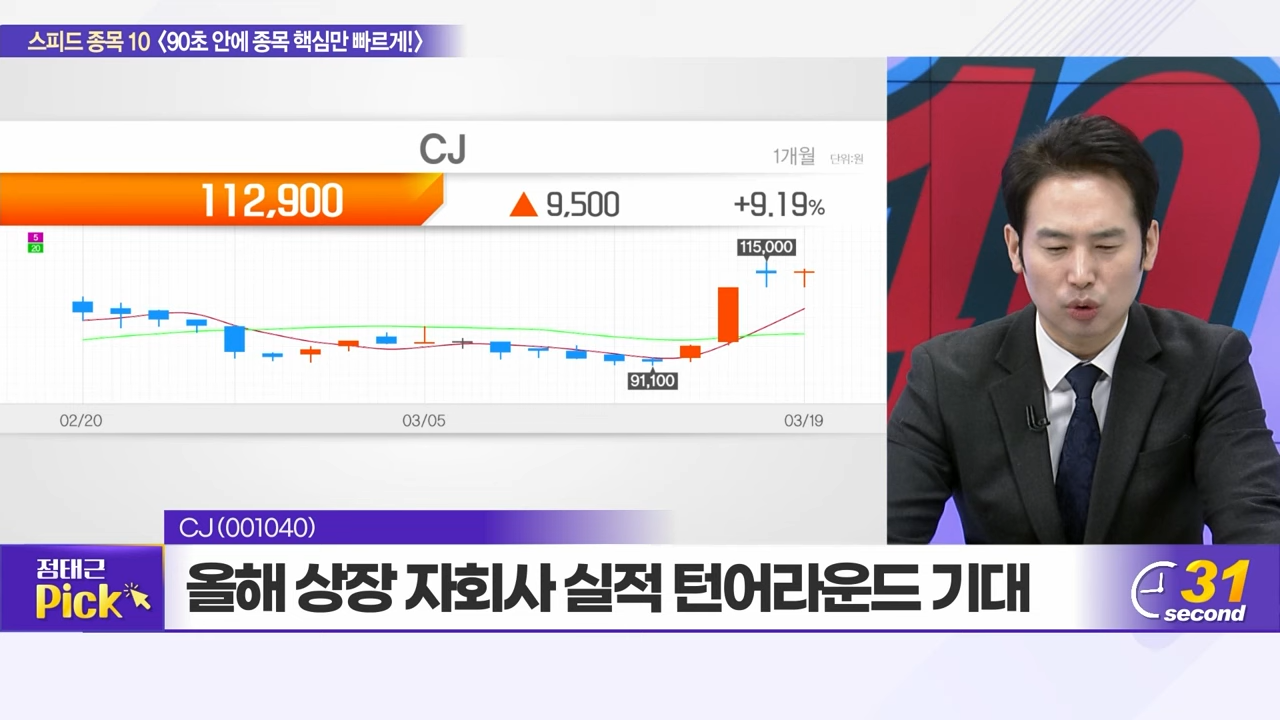 스피드 종목 10 〈90초 안에 종목 핵심만 빠르게!〉
CJ
1개월 단위:원
112,900 ▲ 9,500 +9.19%
5
20
115,000
91,100
02/20 03/05 03/19
CJ(001040)
정태근
Pick
올해 상장 자회사 실적 턴어라운드 기대
31
second
10